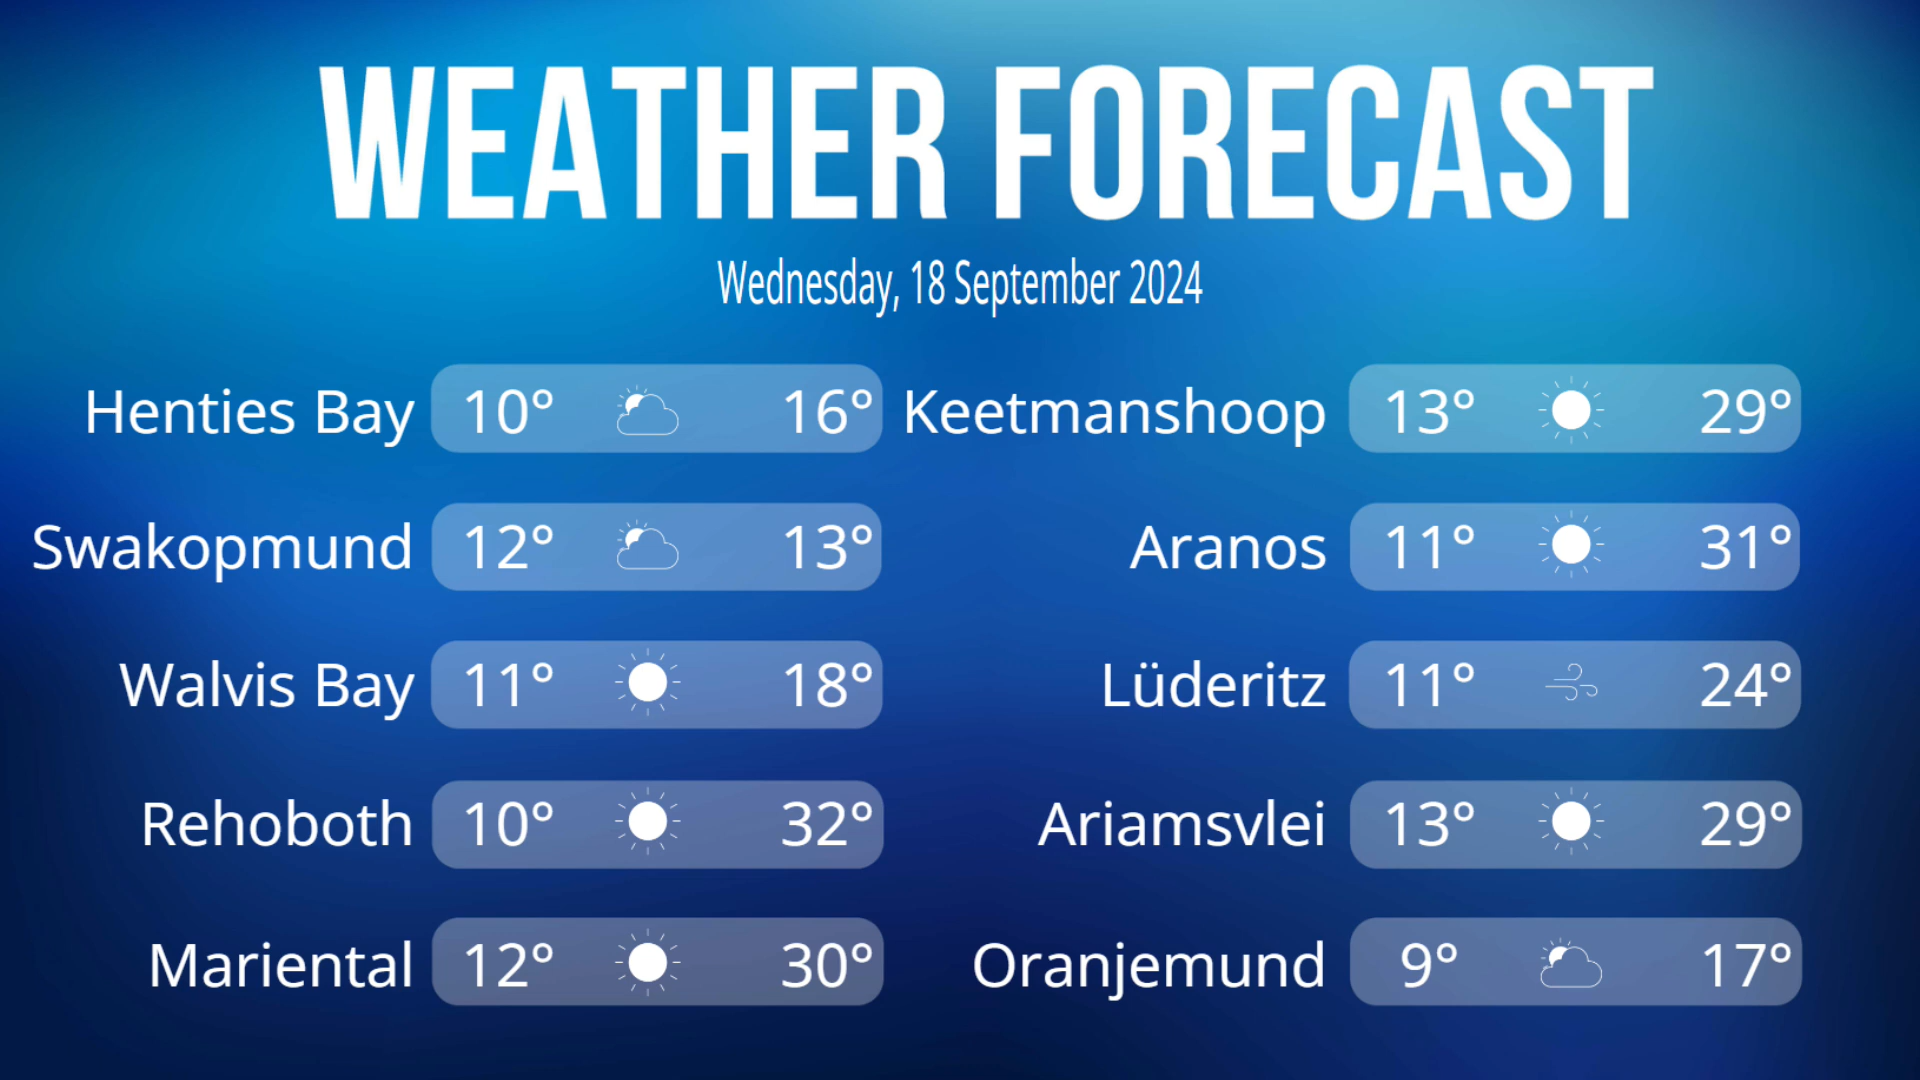 WEATHER FORECAST
Wednesday, 18 September 2024
Henties Bay 10° 16°
Keetmanshoop 13° 29°
Swakopmund 12° 13°
Aranos 11° 31°
Walvis Bay 11° 18°
Lüderitz 11° 24°
Rehoboth 10° 32°
Ariamsvlei 13° 29°
Mariental 12° 30°
Oranjemund 9° 17°